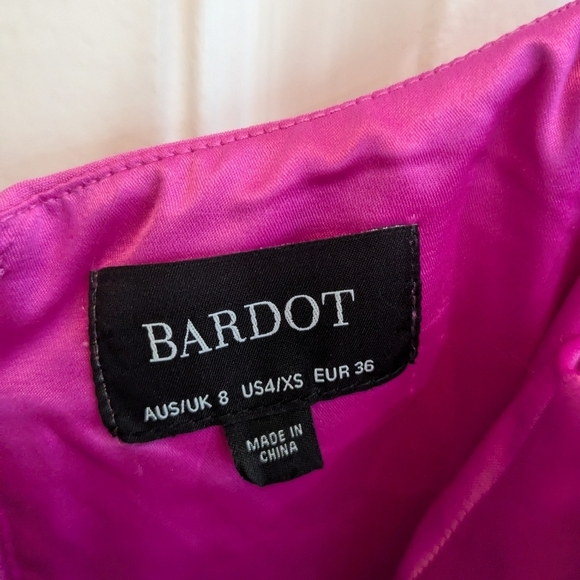 BARDOT
AUS/UK 8 US4/XS EUR 36
MADE IN
CHINA